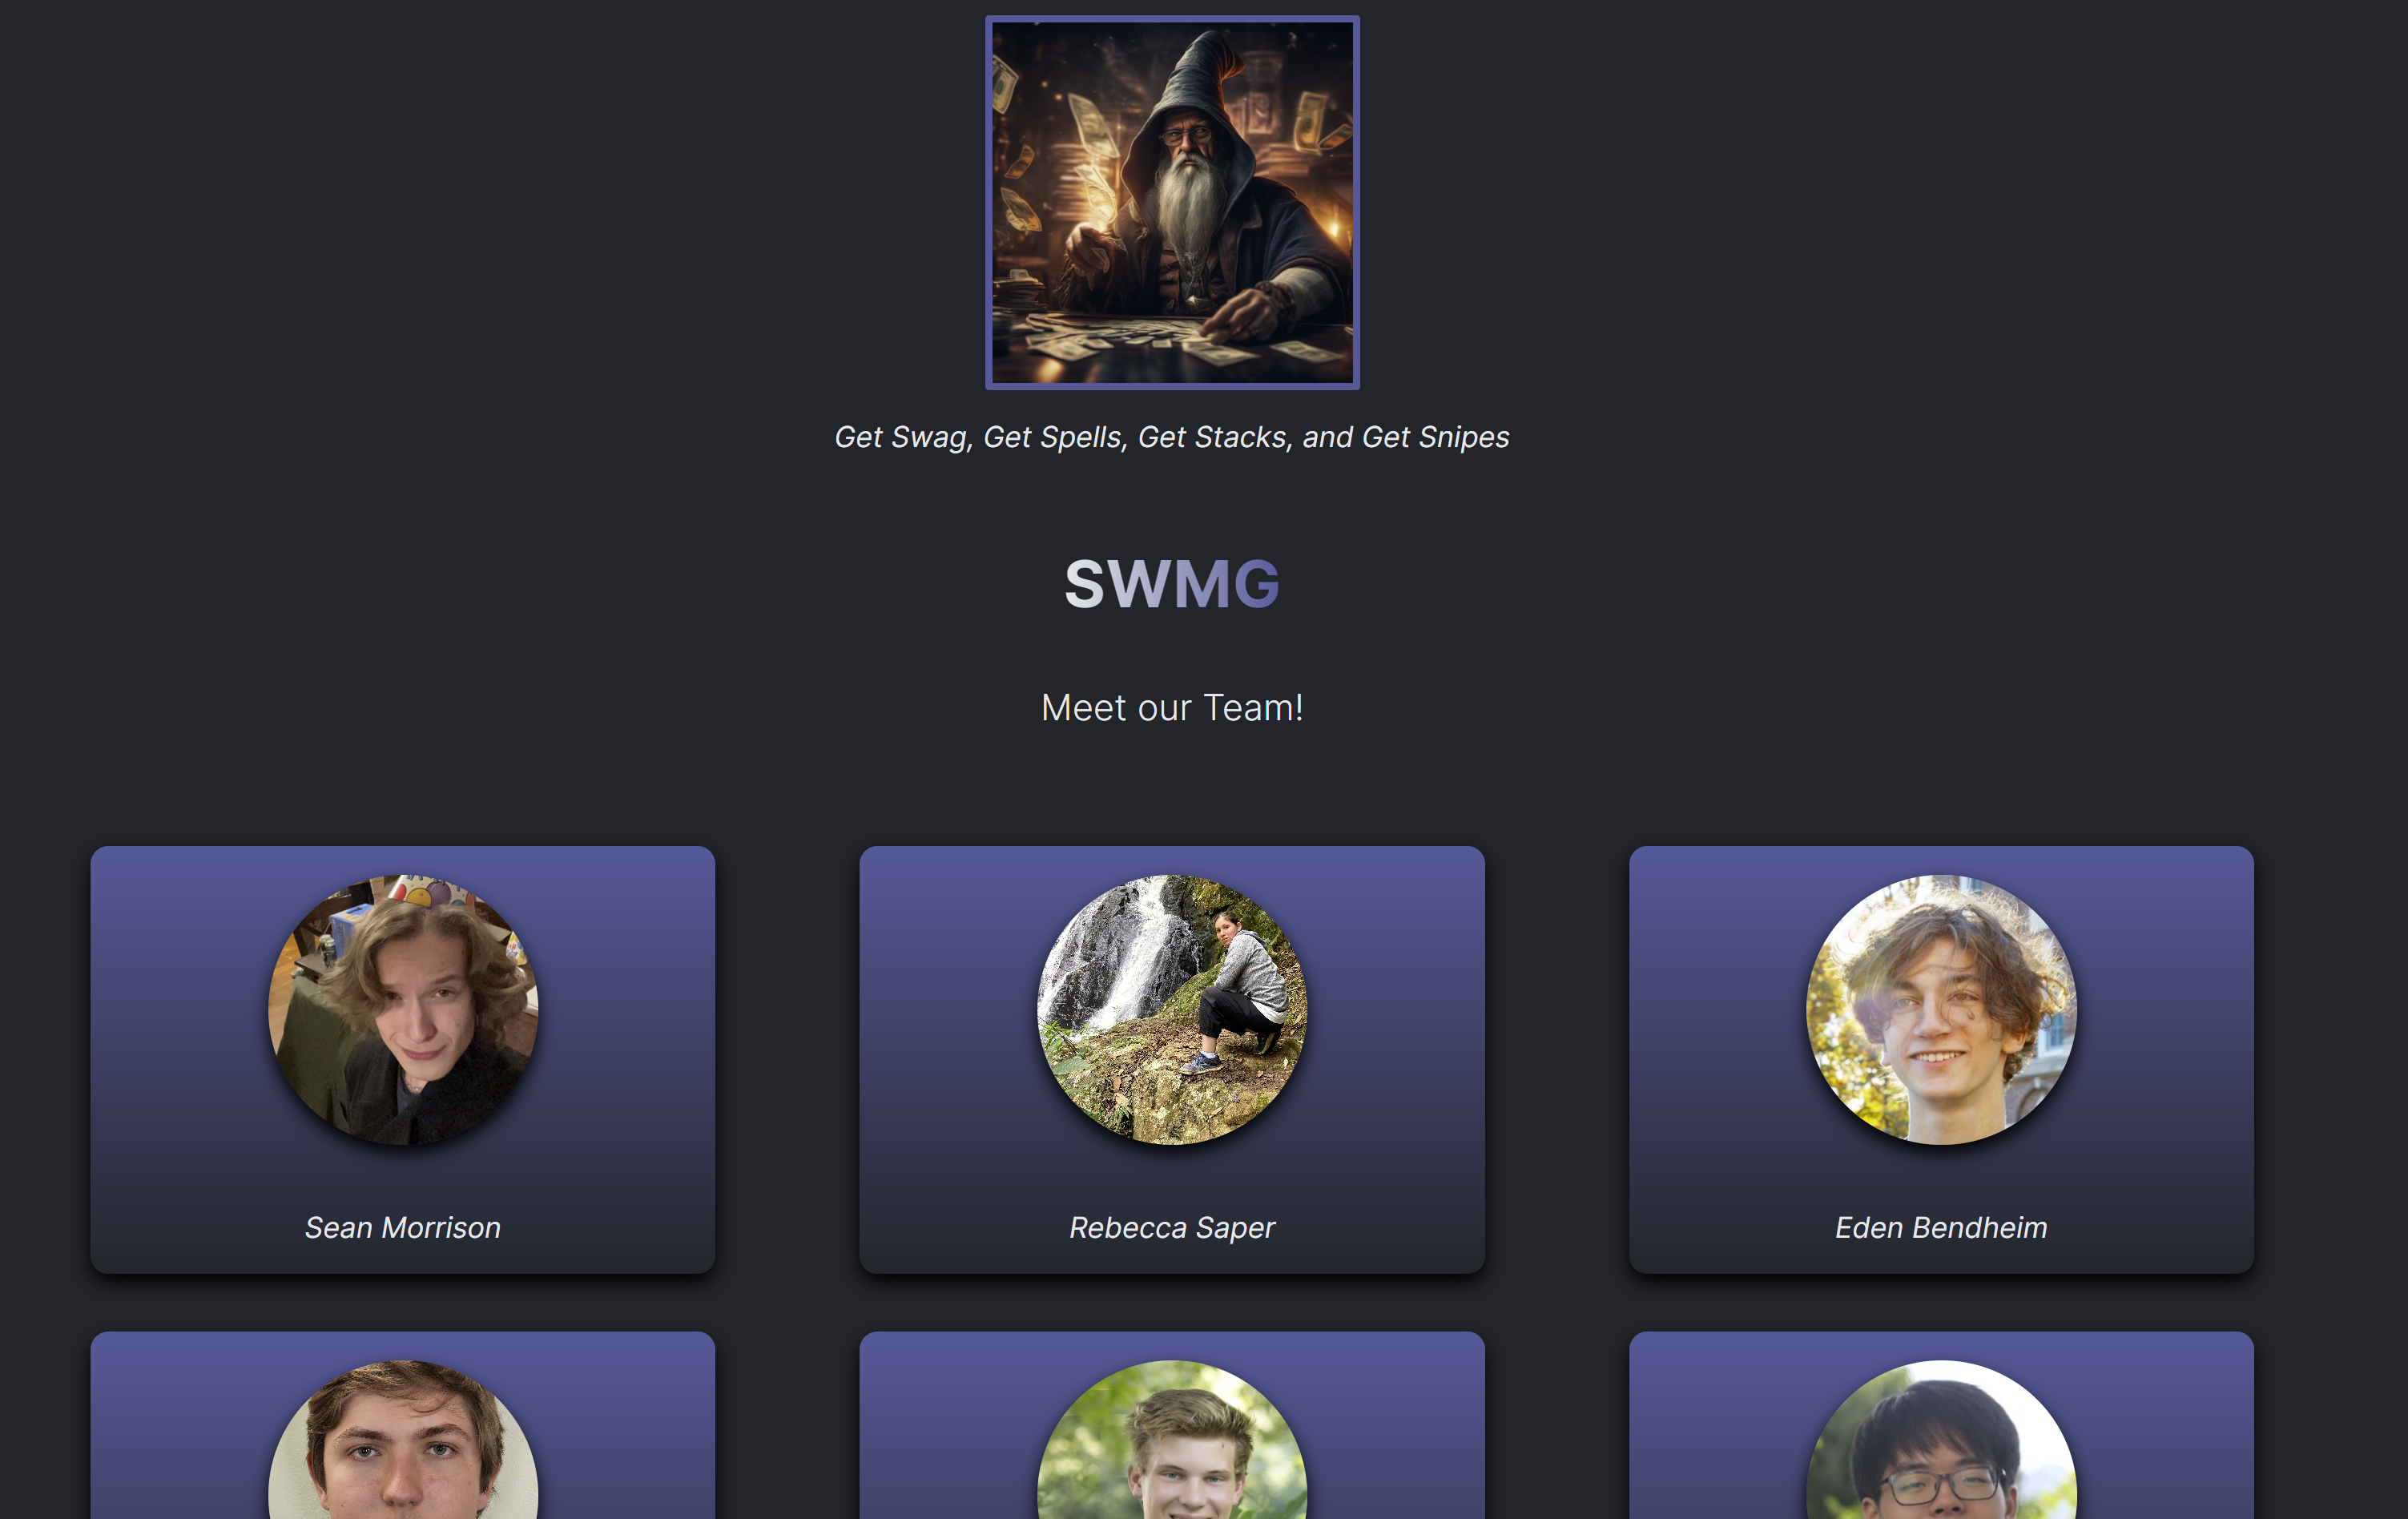 Get Swag, Get Spells, Get Stacks, and Get Snipes
SWMG
Meet our Team!
Sean Morrison
Rebecca Saper
Eden Bendheim